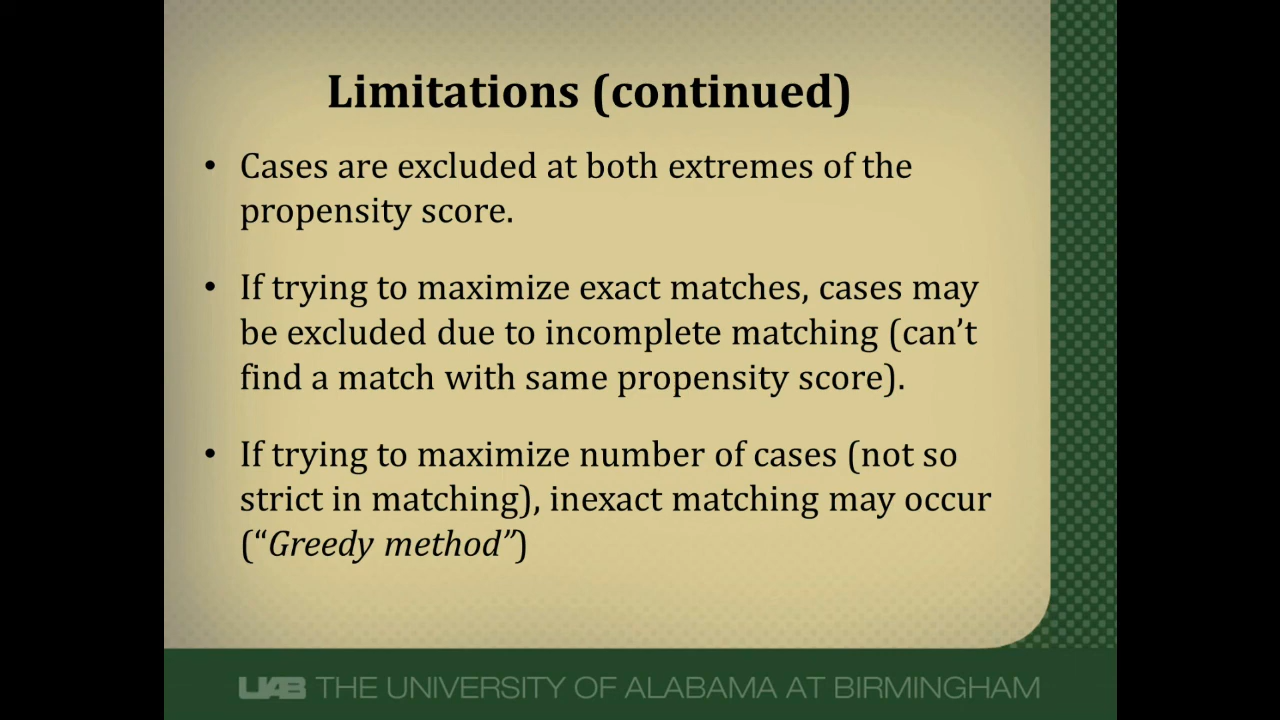 Limitations (continued)
• Cases are excluded at both extremes of the
propensity score.
• If trying to maximize exact matches, cases may
be excluded due to incomplete matching (can’t
find a match with same propensity score).
• If trying to maximize number of cases (not so
strict in matching), inexact matching may occur
(“Greedy method”)
UAB THE UNIVERSITY OF ALABAMA AT BIRMINGHAM